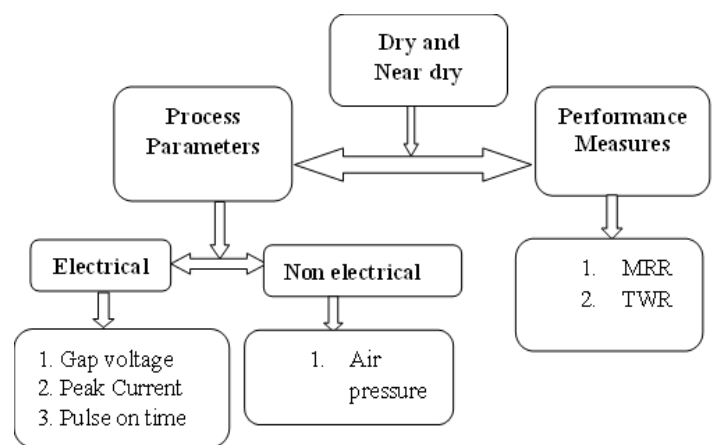 Dry and
Near dry
Process
Parameters
Performance
Measures
Electrical
Non electrical
1. MRR
2. TWR
1. Gap voltage
2. Peak Current
3. Pulse on time
1. Air
pressure